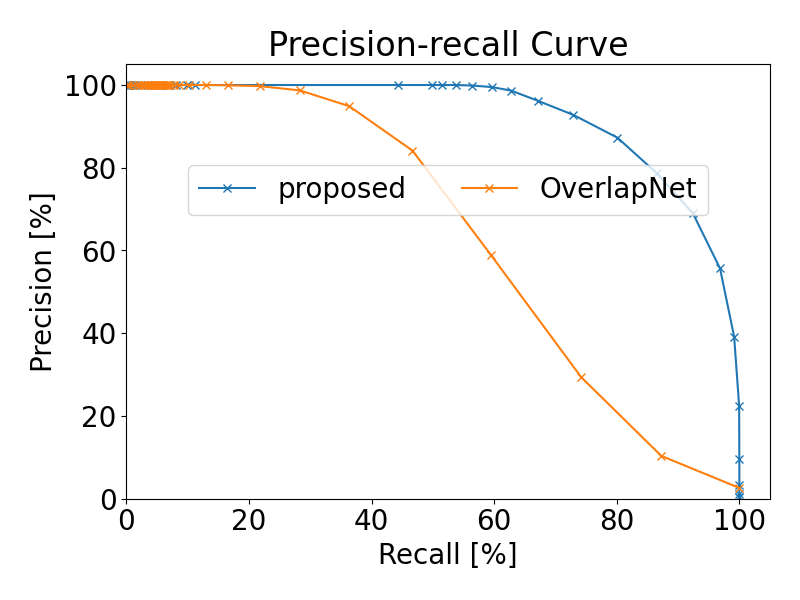 Precision-recall Curve
100
80
60
40
20
0
Precision [%]
proposed OverlapNet
0 20 40 60 80 100
Recall [%]